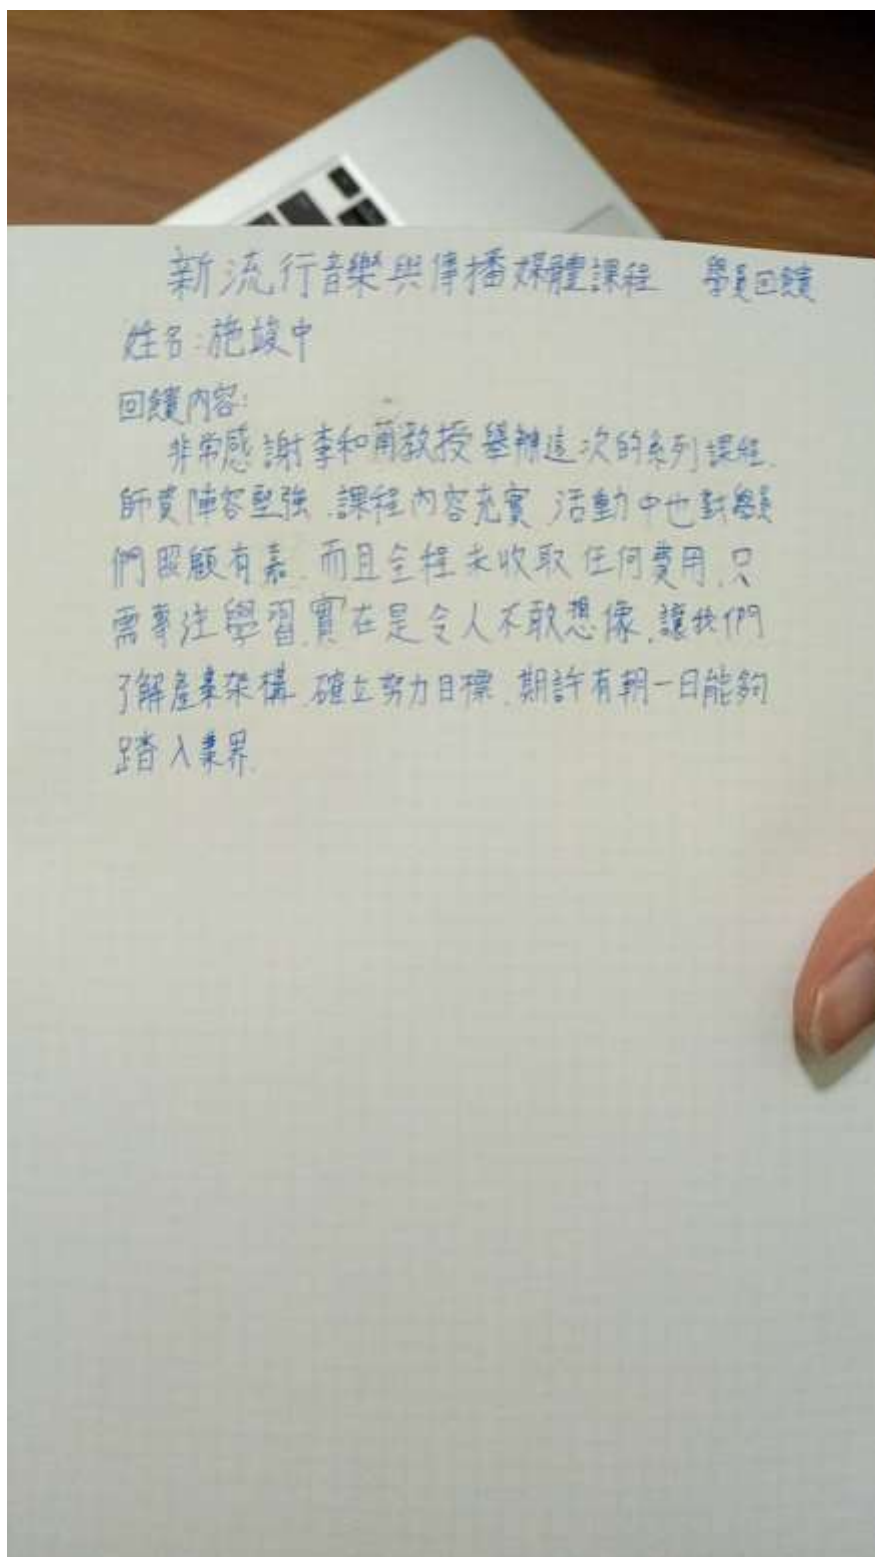 新流行音樂與傳播媒體課程 學員回饋
姓名:施竣中
回饋內容:
非常感謝李和莆教授舉辦這次的系列課程,
師資陣容堅強,課程內容充實,活動中也對學員
們照顧有嘉,而且全程未收取任何費用,只
需專注學習,實在是令人不敢想像,讓我們
了解產業架構,確立努力目標,期許有朝一日能夠
踏入業界.